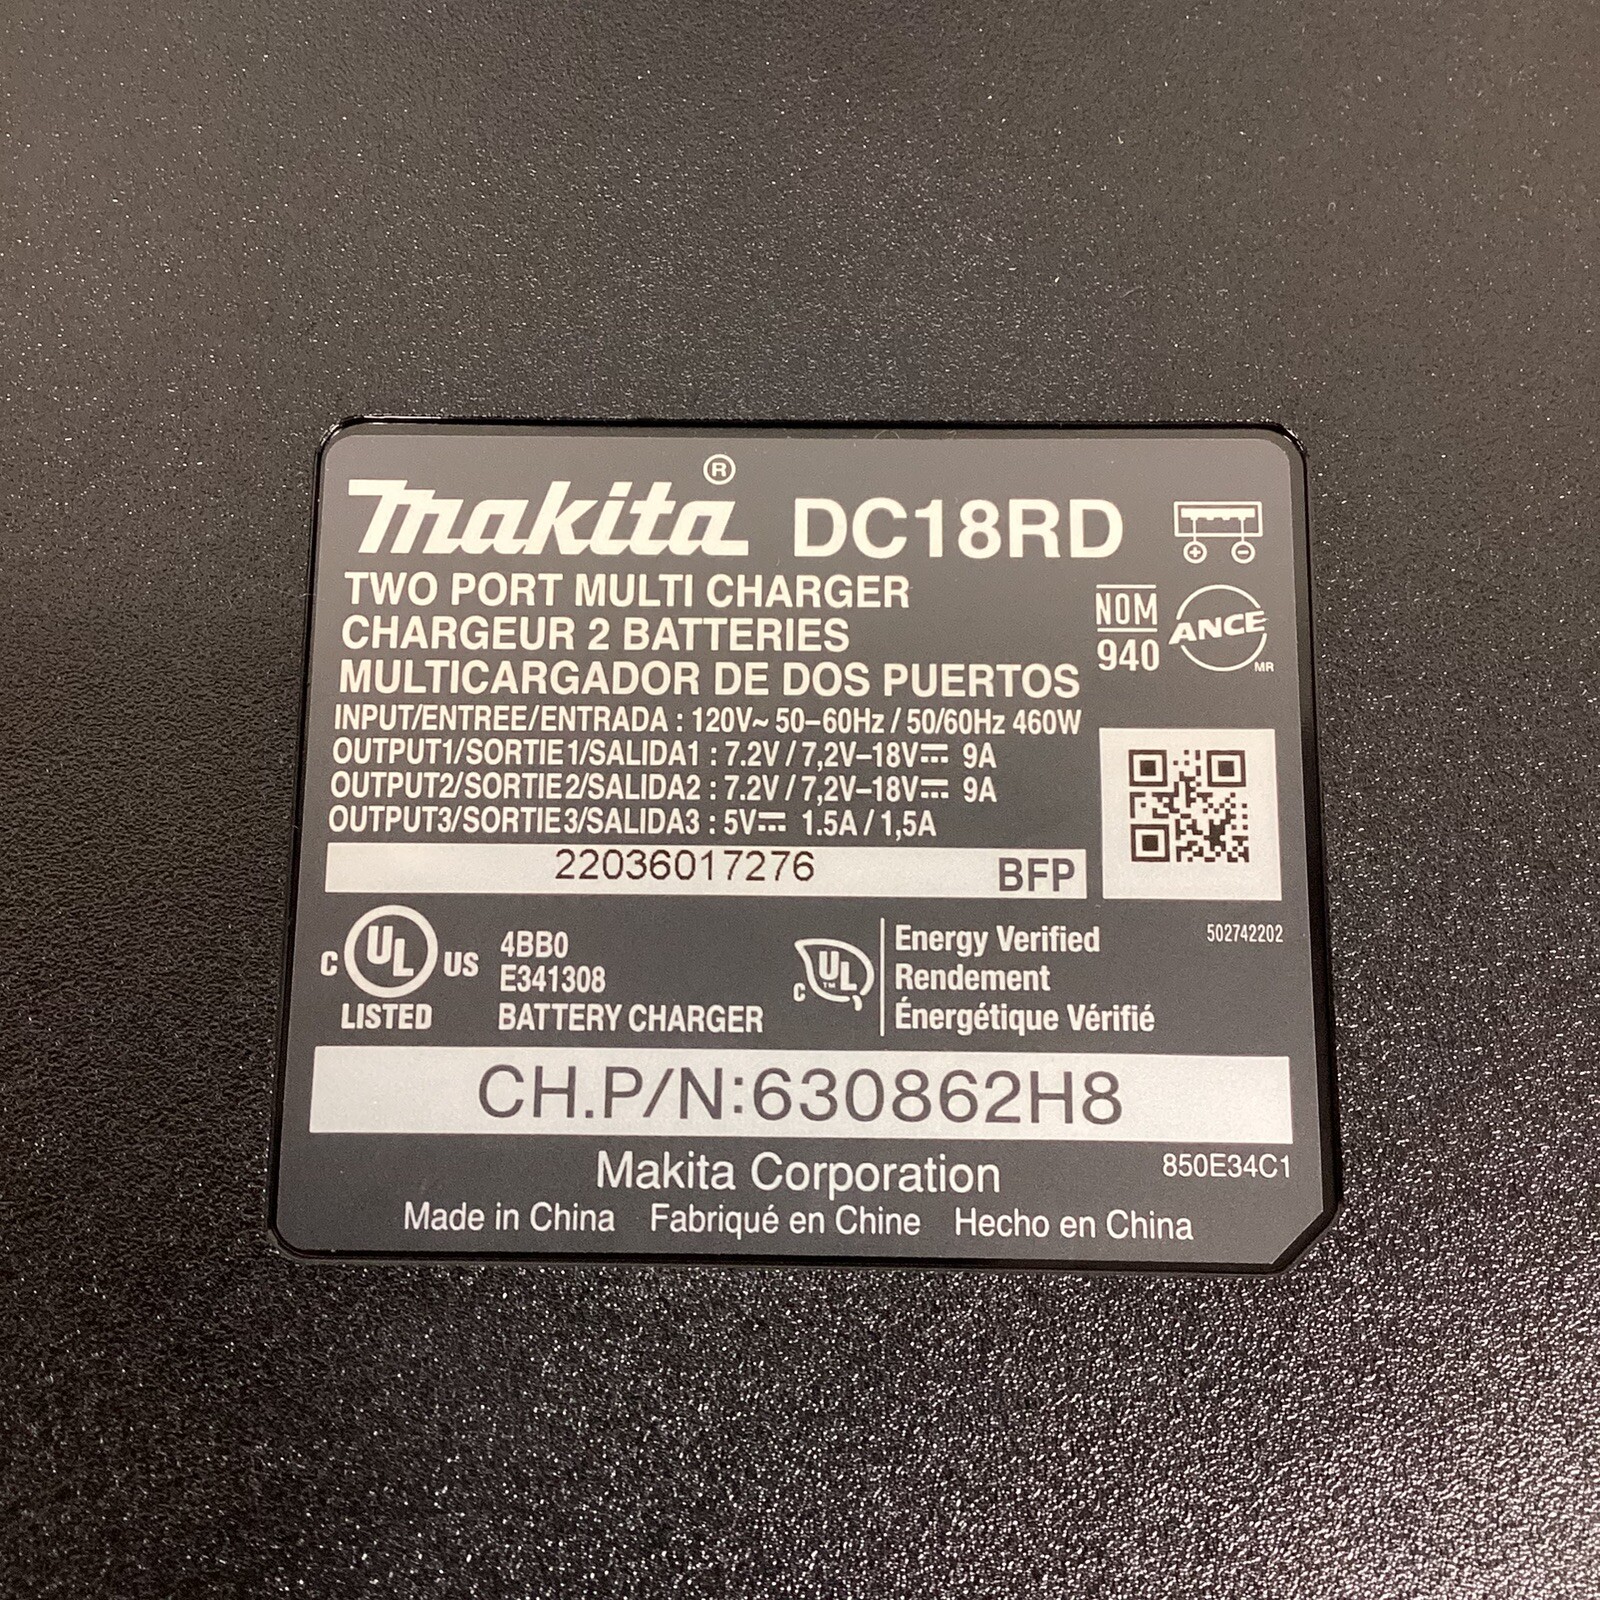 makita® DC18RD
TWO PORT MULTI CHARGER
CHARGEUR 2 BATTERIES
MULTICARGADOR DE DOS PUERTOS
NOM
940
ANCE
MR
INPUT/ENTREE/ENTRADA : 120V~ 50–60Hz / 50/60Hz 460W
OUTPUT1/SORTIE1/SALIDA1 : 7.2V / 7,2V–18V⎓ 9A
OUTPUT2/SORTIE2/SALIDA2 : 7.2V / 7,2V–18V⎓ 9A
OUTPUT3/SORTIE3/SALIDA3 : 5V⎓ 1.5A / 1,5A
22036017276 BFP
502742202
C UL US
LISTED
4BB0
E341308
BATTERY CHARGER
C UL™
Energy Verified
Rendement
Énergétique Vérifié
CH.P/N:630862H8
Makita Corporation 850E34C1
Made in China Fabriqué en Chine Hecho en China